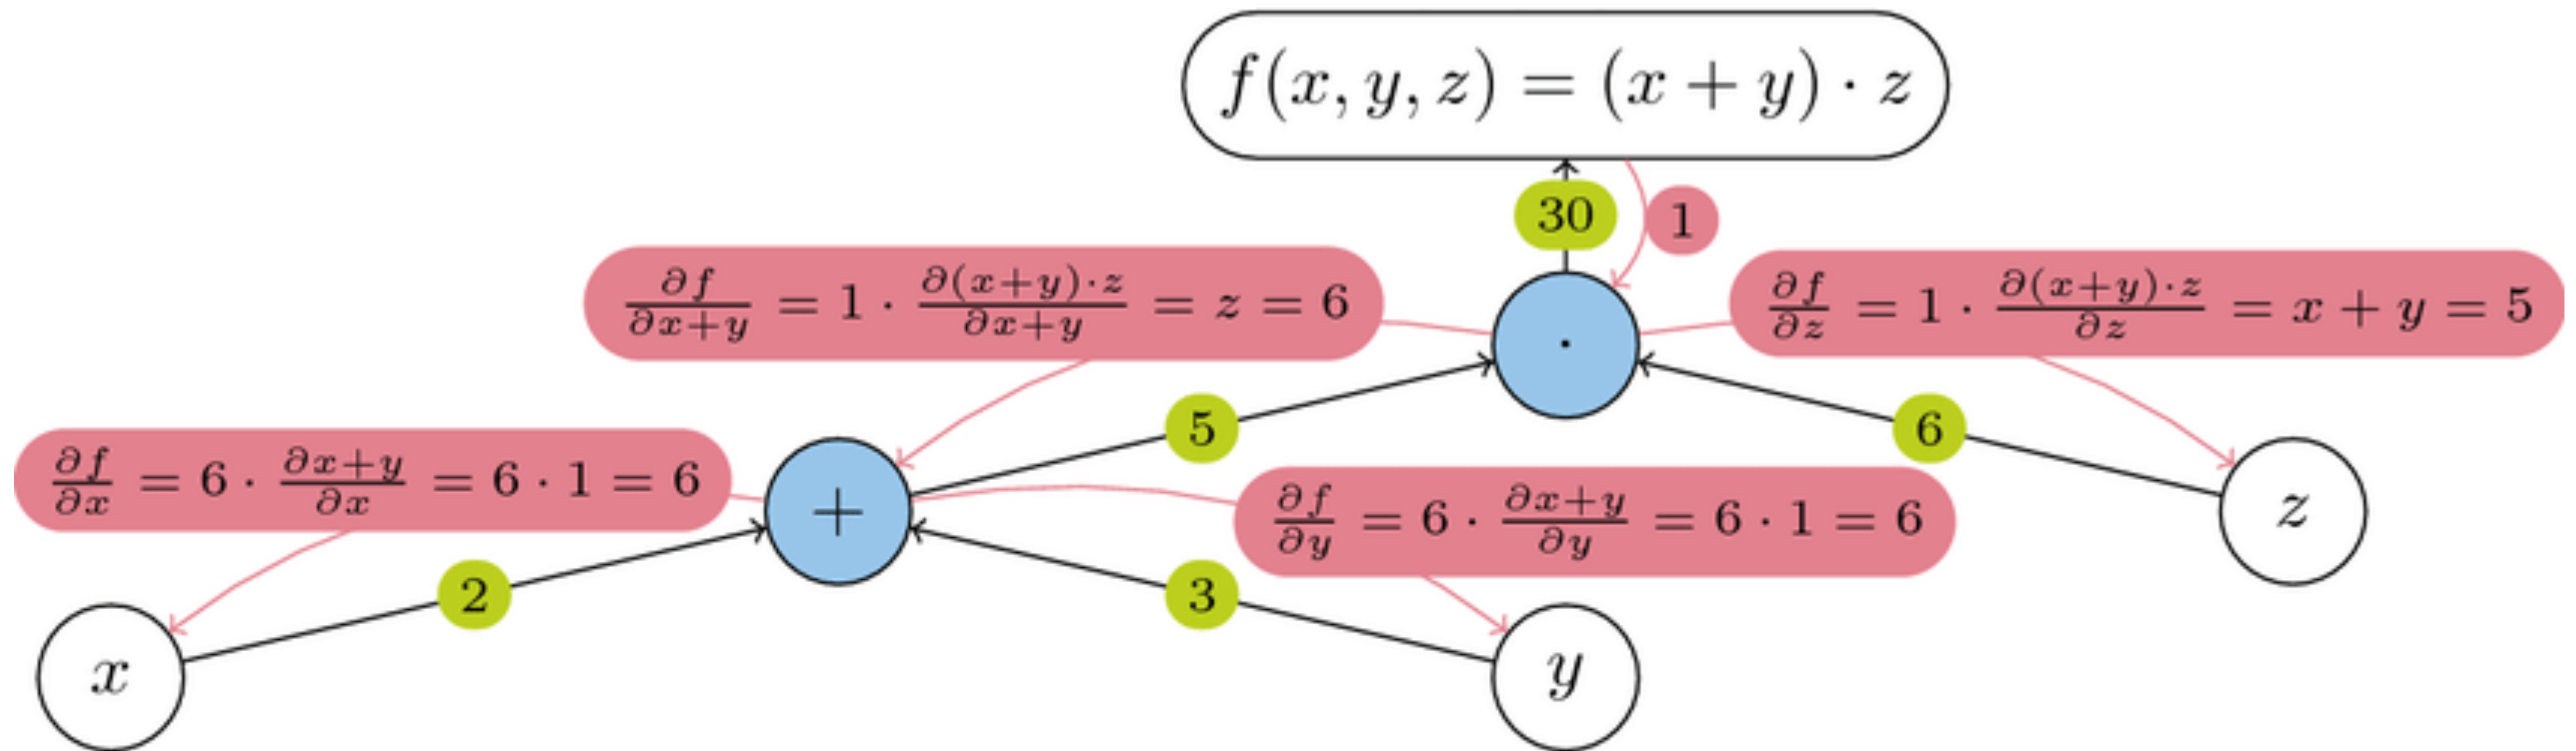 f(x, y, z) = (x + y) · z
30
1
∂f/∂x+y = 1 · ∂(x+y)·z/∂x+y = z = 6
∂f/∂z = 1 · ∂(x+y)·z/∂z = x + y = 5
·
5
6
∂f/∂x = 6 · ∂x+y/∂x = 6 · 1 = 6
+
∂f/∂y = 6 · ∂x+y/∂y = 6 · 1 = 6
z
2
3
x
y